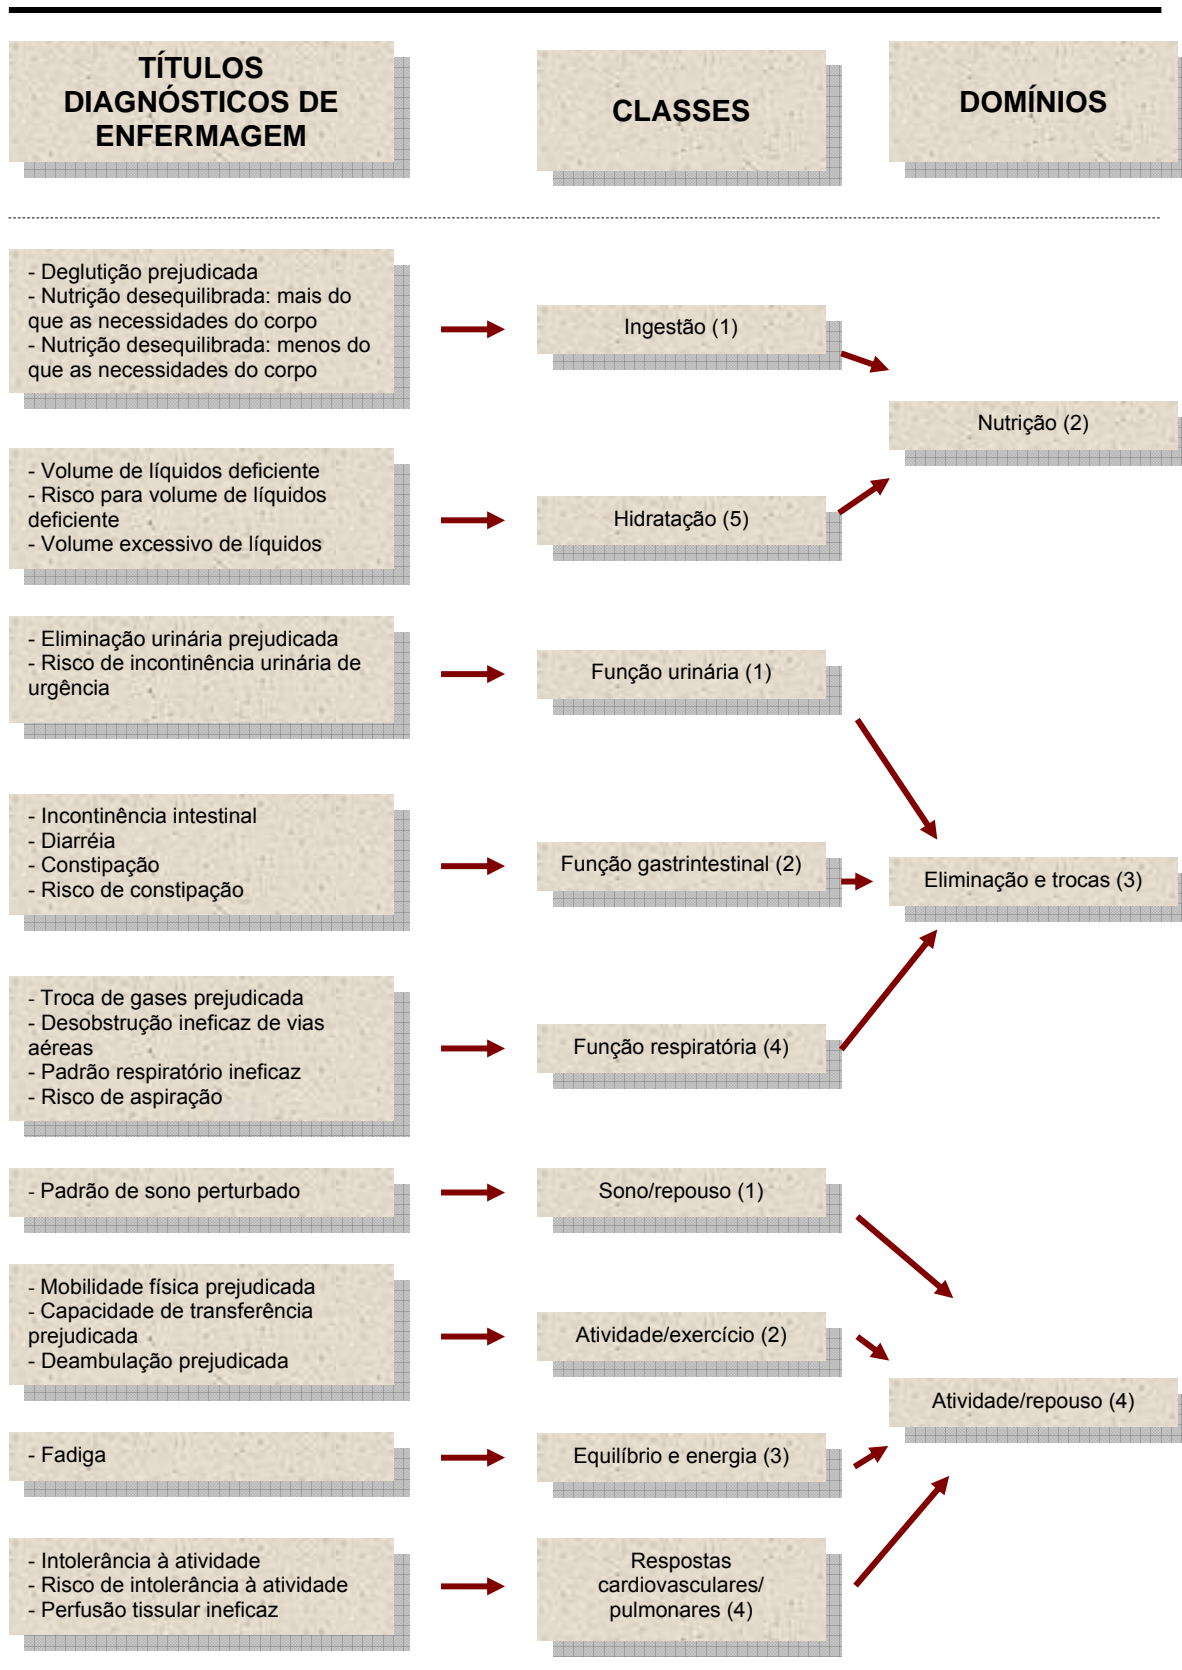 TÍTULOS
DIAGNÓSTICOS DE
ENFERMAGEM
CLASSES
DOMÍNIOS
- Deglutição prejudicada
- Nutrição desequilibrada: mais do
que as necessidades do corpo
- Nutrição desequilibrada: menos do
que as necessidades do corpo
Ingestão (1)
Nutrição (2)
- Volume de líquidos deficiente
- Risco para volume de líquidos
deficiente
- Volume excessivo de líquidos
Hidratação (5)
- Eliminação urinária prejudicada
- Risco de incontinência urinária de
urgência
Função urinária (1)
- Incontinência intestinal
- Diarréia
- Constipação
- Risco de constipação
Função gastrintestinal (2)
Eliminação e trocas (3)
- Troca de gases prejudicada
- Desobstrução ineficaz de vias
aéreas
- Padrão respiratório ineficaz
- Risco de aspiração
Função respiratória (4)
- Padrão de sono perturbado
Sono/repouso (1)
- Mobilidade física prejudicada
- Capacidade de transferência
prejudicada
- Deambulação prejudicada
Atividade/exercício (2)
Atividade/repouso (4)
- Fadiga
Equilíbrio e energia (3)
- Intolerância à atividade
- Risco de intolerância à atividade
- Perfusão tissular ineficaz
Respostas
cardiovasculares/
pulmonares (4)